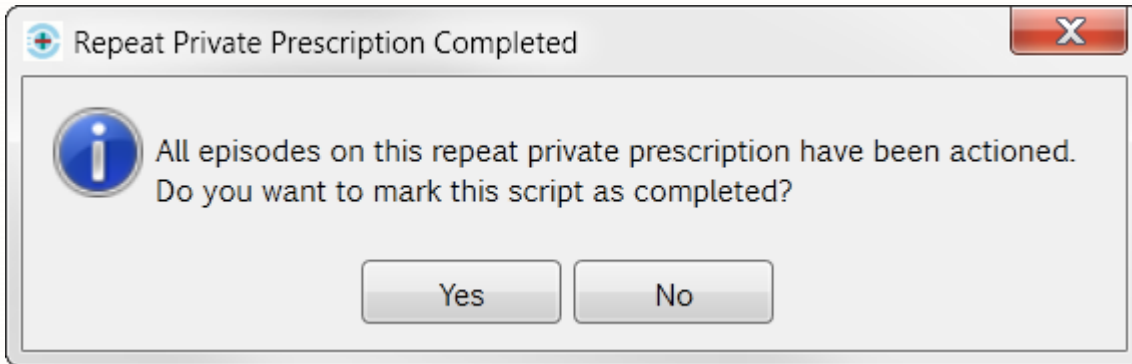 Repeat Private Prescription Completed
All episodes on this repeat private prescription have been actioned.
Do you want to mark this script as completed?
Yes
No